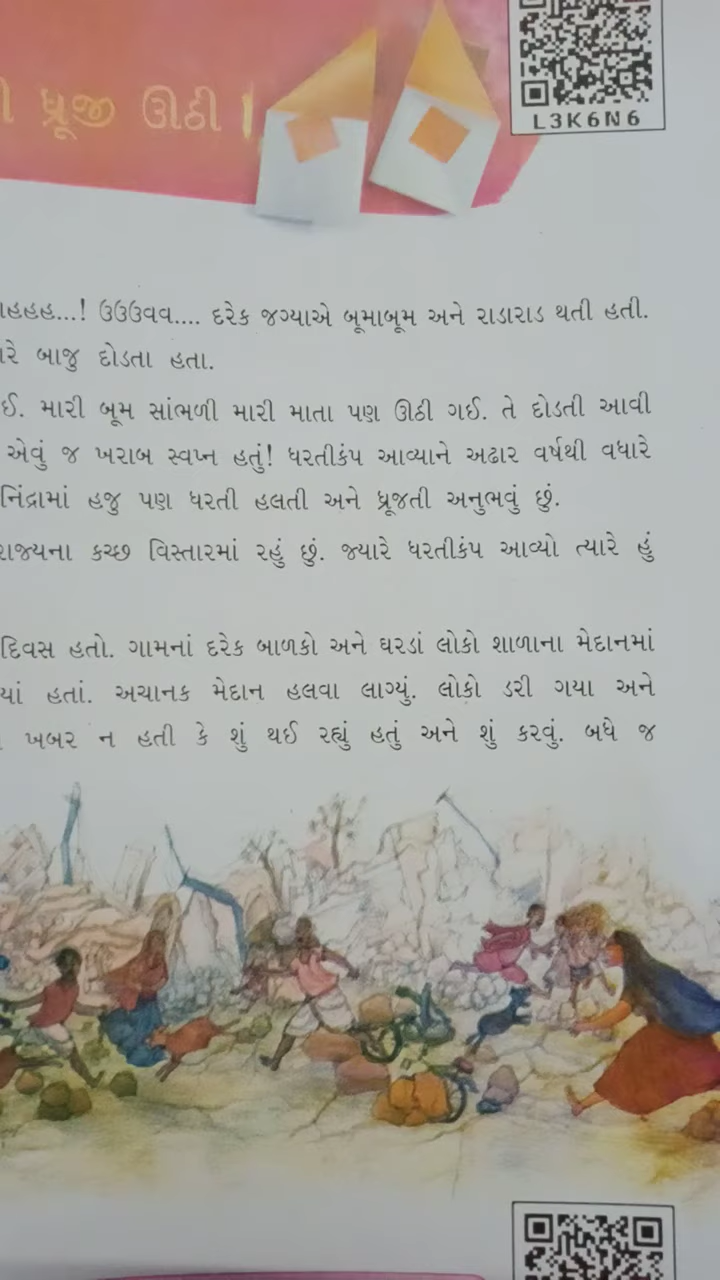 ધ્રૂજી ઊઠી !
L3K6N6
...! ઉઉઉવવ.... દરેક જગ્યાએ બૂમાબૂમ અને રાડારાડ થતી હતી.
બાજુ દોડતા હતા.
મારી બૂમ સાંભળી મારી માતા પણ ઊઠી ગઈ. તે દોડતી આવી
એવું જ ખરાબ સ્વપ્ન હતું! ધરતીકંપ આવ્યાને અઢાર વર્ષથી વધારે
નિંદ્રામાં હજુ પણ ધરતી હલતી અને ધ્રૂજતી અનુભવું છું.
રાજ્યના કચ્છ વિસ્તારમાં રહું છું. જ્યારે ધરતીકંપ આવ્યો ત્યારે હું
દિવસ હતો. ગામનાં દરેક બાળકો અને ઘરડાં લોકો શાળાના મેદાનમાં
હતાં. અચાનક મેદાન હલવા લાગ્યું. લોકો ડરી ગયા અને
ખબર ન હતી કે શું થઈ રહ્યું હતું અને શું કરવું. બધે જ